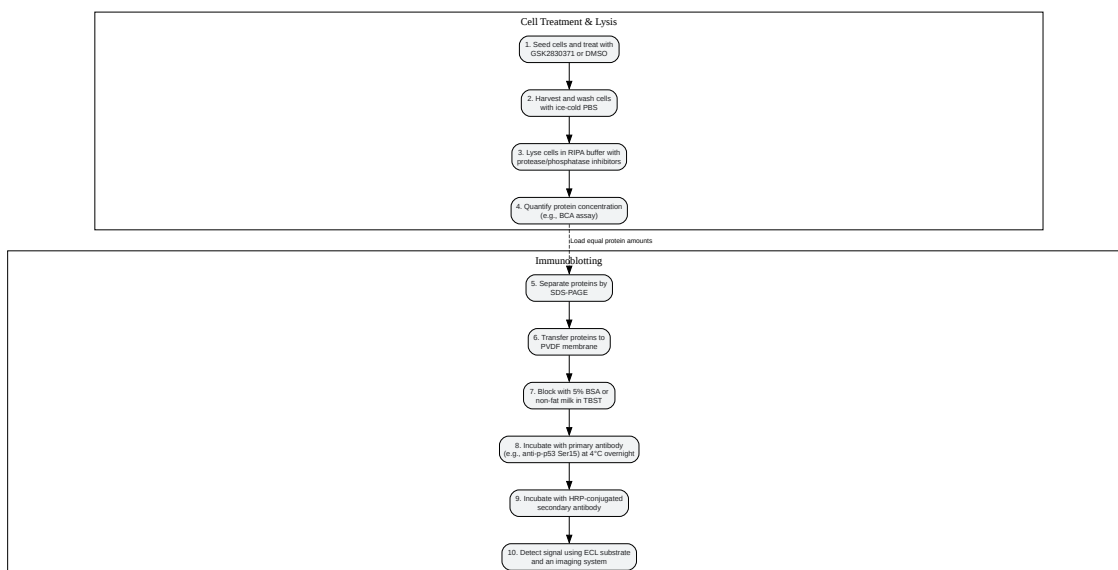 Cell Treatment & Lysis
1. Seed cells and treat with
GSK2830371 or DMSO
2. Harvest and wash cells
with ice-cold PBS
3. Lyse cells in RIPA buffer with
protease/phosphatase inhibitors
4. Quantify protein concentration
(e.g., BCA assay)
Load equal protein amounts
Immunoblotting
5. Separate proteins by
SDS-PAGE
6. Transfer proteins to
PVDF membrane
7. Block with 5% BSA or
non-fat milk in TBST
8. Incubate with primary antibody
(e.g., anti-p-p53 Ser15) at 4°C overnight
9. Incubate with HRP-conjugated
secondary antibody
10. Detect signal using ECL substrate
and an imaging system